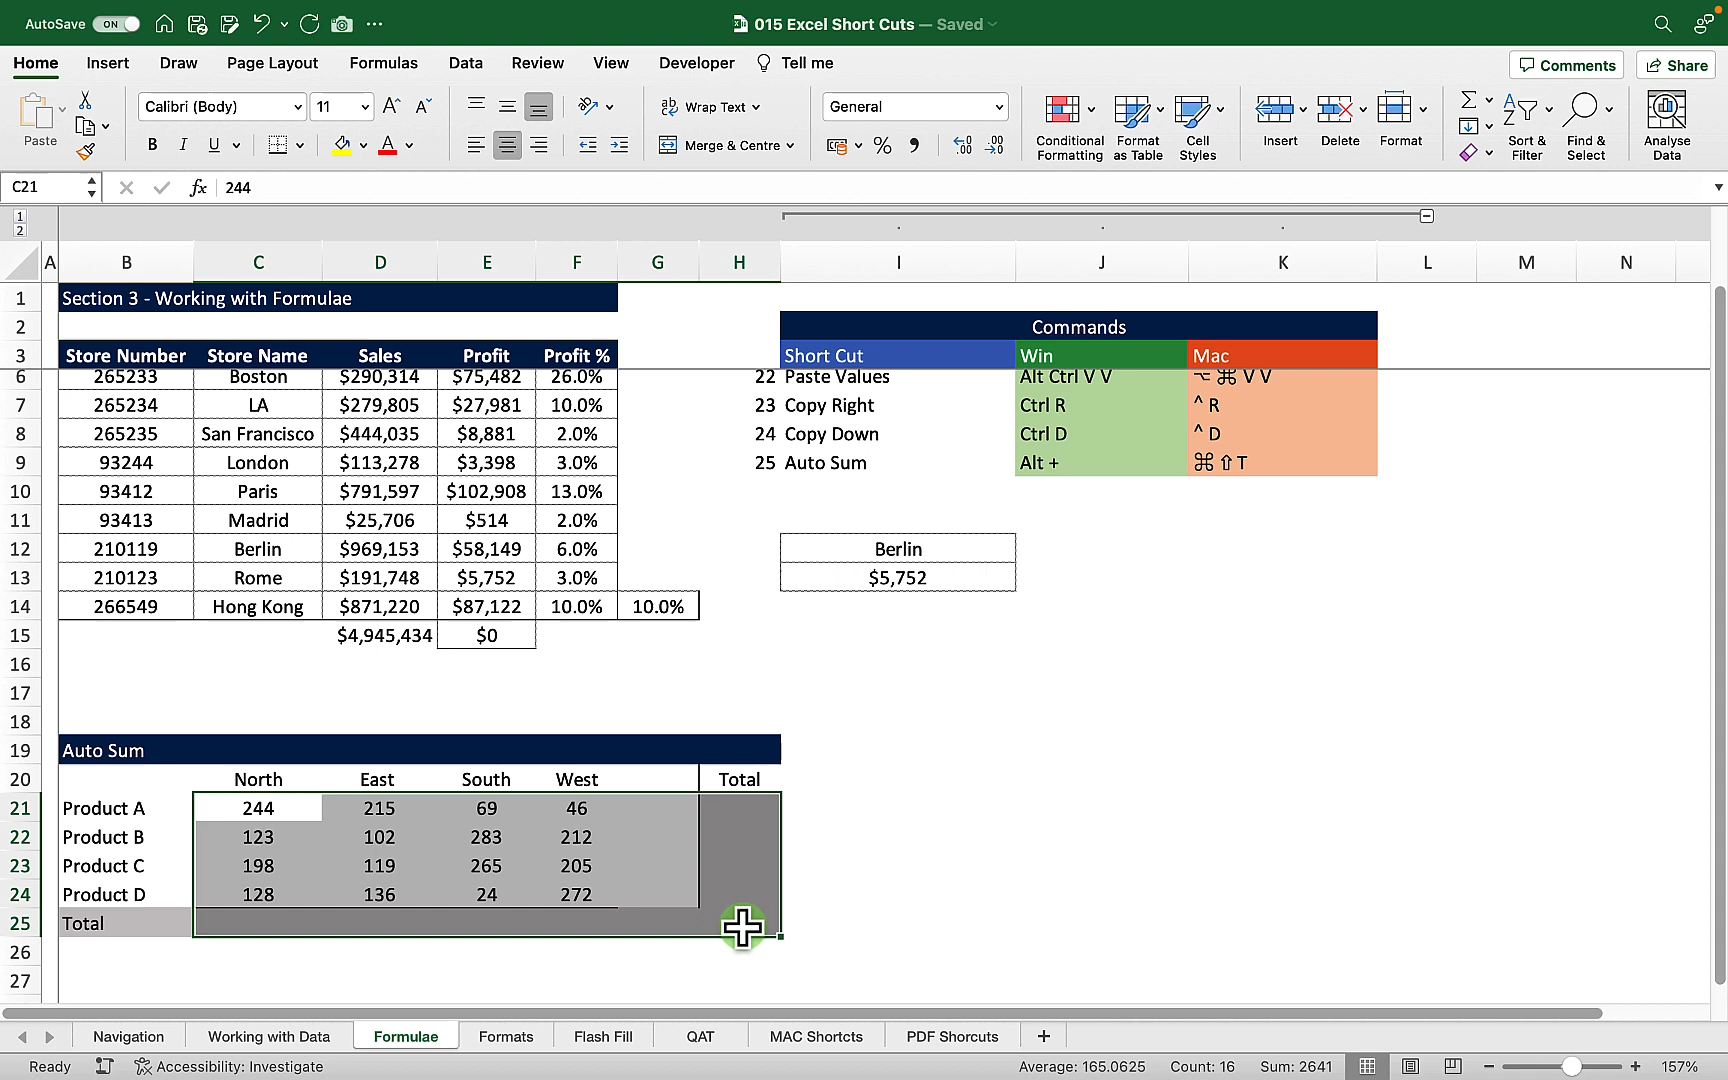 AutoSave ON 015 Excel Short Cuts — Saved
Home Insert Draw Page Layout Formulas Data Review View Developer Tell me Comments Share
Paste Calibri (Body) 11 A^ A˅ Wrap Text General Conditional Formatting Format as Table Cell Styles Insert Delete Format Sort & Filter Find & Select Analyse Data
B I U A Merge & Centre % 9
C21 fx 244
1
2
A B C D E F G H I J K L M N
1 Section 3 - Working with Formulae
2 Commands
3 Store Number Store Name Sales Profit Profit % Short Cut Win Mac
6 265233 Boston $290,314 $75,482 26.0% 22 Paste Values Alt Ctrl V V ⌥ ⌘ V V
7 265234 LA $279,805 $27,981 10.0% 23 Copy Right Ctrl R ^ R
8 265235 San Francisco $444,035 $8,881 2.0% 24 Copy Down Ctrl D ^ D
9 93244 London $113,278 $3,398 3.0% 25 Auto Sum Alt + ⌘ ⇧ T
10 93412 Paris $791,597 $102,908 13.0%
11 93413 Madrid $25,706 $514 2.0%
12 210119 Berlin $969,153 $58,149 6.0% Berlin
13 210123 Rome $191,748 $5,752 3.0% $5,752
14 266549 Hong Kong $871,220 $87,122 10.0% 10.0%
15 $4,945,434 $0
16
17
18
19 Auto Sum
20 North East South West Total
21 Product A 244 215 69 46
22 Product B 123 102 283 212
23 Product C 198 119 265 205
24 Product D 128 136 24 272
25 Total
26
27
Navigation Working with Data Formulae Formats Flash Fill QAT MAC Shortcts PDF Shorcuts +
Ready Accessibility: Investigate Average: 165.0625 Count: 16 Sum: 2641 157%